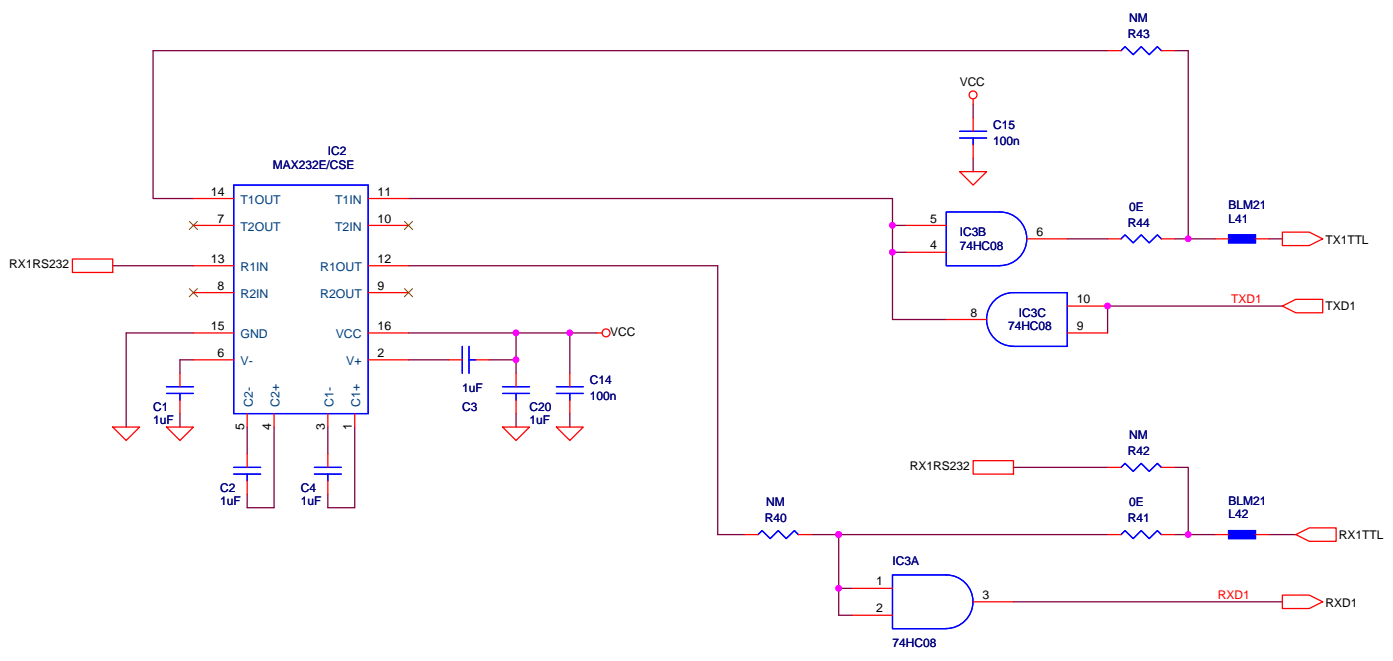 NM
R43
VCC
C15
100n
IC2
MAX232E/CSE
14 T1OUT T1IN 11
7 T2OUT T2IN 10
RX1RS232 13 R1IN R1OUT 12
8 R2IN R2OUT 9
15 GND VCC 16 VCC
6 V- V+ 2
C2- C2+ C1- C1+
5 4 3 1
C1
1uF
1uF
C3
C20
1uF
C14
100n
C2
1uF
C4
1uF
5
4
IC3B
74HC08
6
0E
R44
BLM21
L41
TX1TTL
8
IC3C
74HC08
10
9
TXD1
TXD1
NM
R42
RX1RS232
NM
R40
0E
R41
BLM21
L42
RX1TTL
IC3A
1
2
3
RXD1
RXD1
74HC08